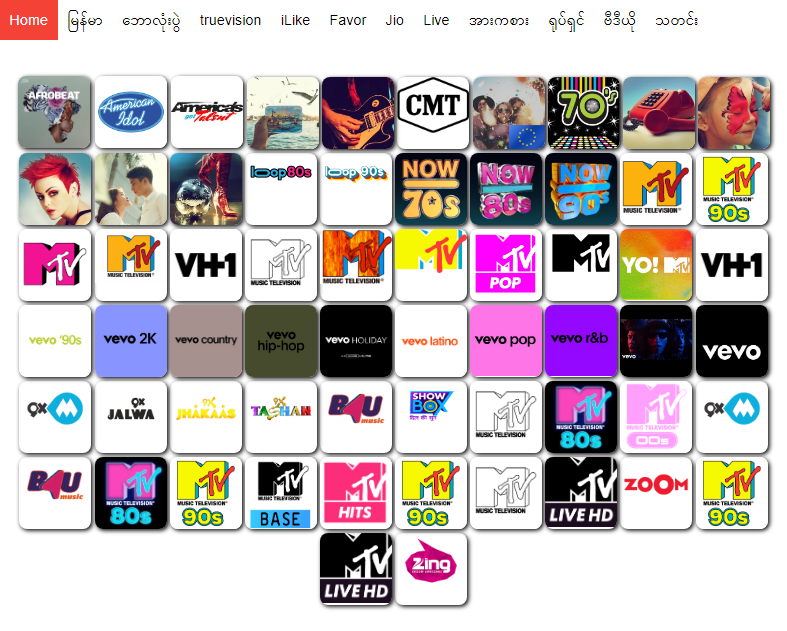 Home မြန်မာ ဘောလုံးပွဲ truevision iLike Favor Jio Live အားကစား ရုပ်ရှင် ဗီဒီယို သတင်း
AFROBEAT American Idol America's got Talent CMT 70's
loop80s loop 90s NOW 70s NOW 80s NOW 90s MTV MUSIC TELEVISION MTV MUSIC TELEVISION 90s
MTV MTV MUSIC TELEVISION VH1 MTV MUSIC TELEVISION MTV MUSIC TELEVISION MTV MTV POP MTV YO! MTV VH1
vevo '90s vevo 2K vevo country vevo hip-hop vevo HOLIDAY vevo latino vevo pop vevo r&b vevo vevo
9XM 9X JALWA 9X JHAKAAS 9X TASHAN B4U music SHOW BOX दिल की सुर MTV MUSIC TELEVISION MTV MUSIC TELEVISION 80s MTV MUSIC TELEVISION 00s 9XM
B4U music MTV MUSIC TELEVISION 80s MTV MUSIC TELEVISION 90s MTV MUSIC TELEVISION BASE MTV HITS MTV MUSIC TELEVISION 90s MTV MUSIC TELEVISION MTV LIVE HD ZOOM MTV MUSIC TELEVISION 90s
MTV LIVE HD Zing